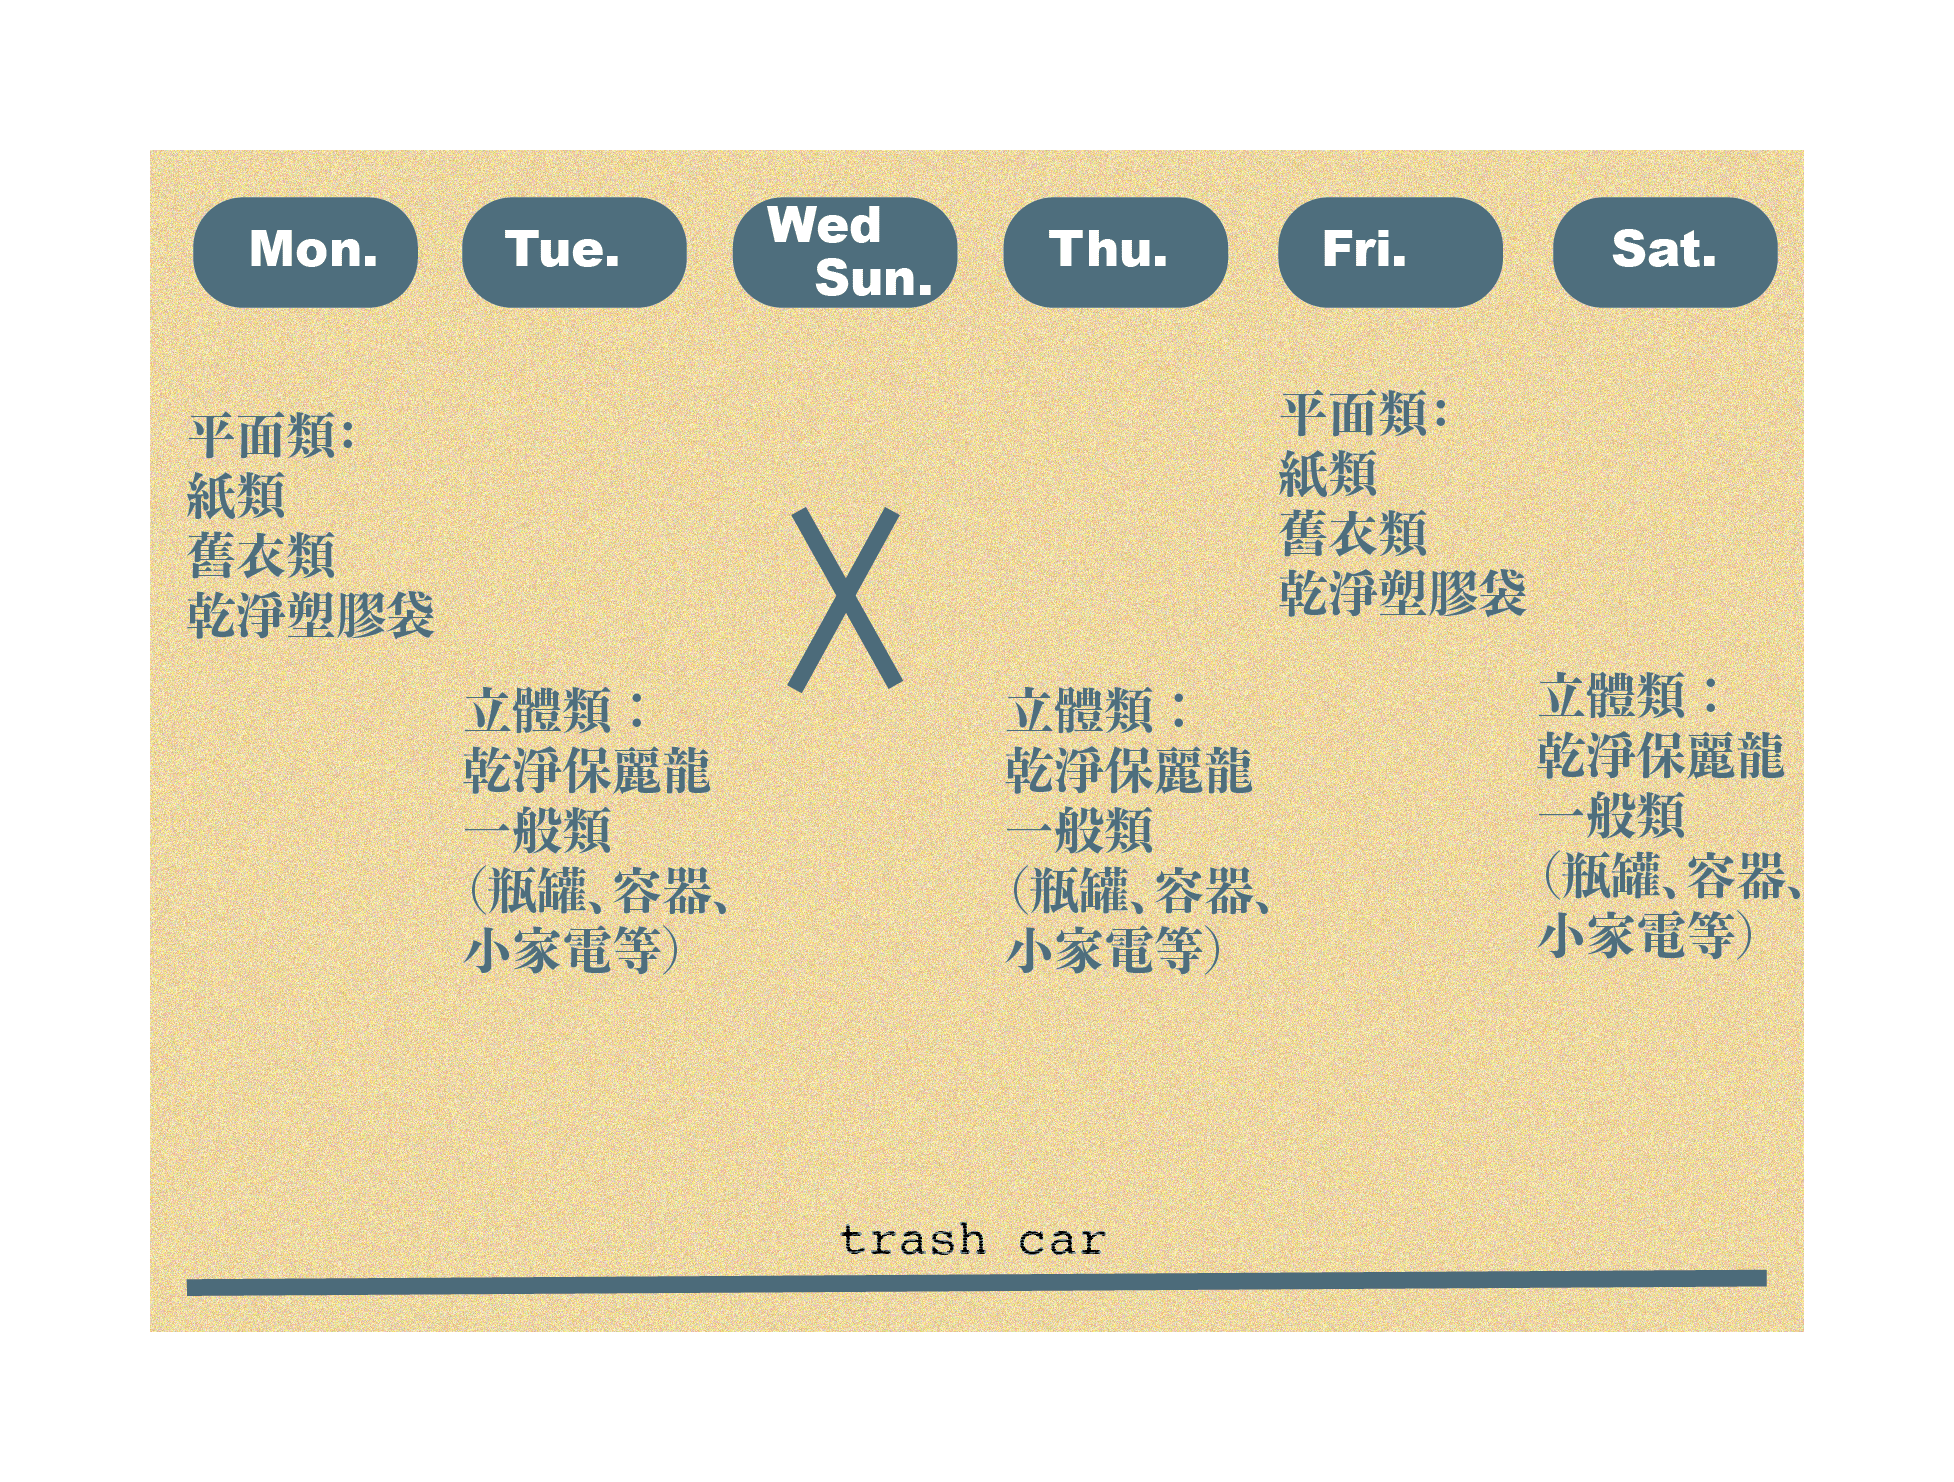 Mon.
Tue.
Wed
Sun.
Thu.
Fri.
Sat.
平面類：
紙類
舊衣類
乾淨塑膠袋
立體類：
乾淨保麗龍
一般類
（瓶罐、容器、
小家電等）
X
立體類：
乾淨保麗龍
一般類
（瓶罐、容器、
小家電等）
平面類：
紙類
舊衣類
乾淨塑膠袋
立體類：
乾淨保麗龍
一般類
（瓶罐、容器、
小家電等）
trash car